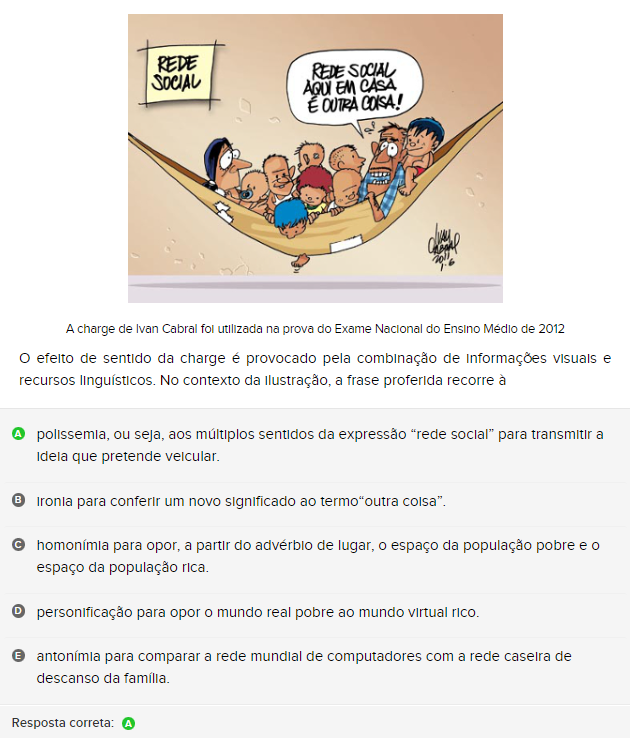 REDE
SOCIAL
REDE SOCIAL
AQUI EM CASA
É OUTRA COISA!
Ivan
Cabral
A charge de Ivan Cabral foi utilizada na prova do Exame Nacional do Ensino Médio de 2012
O efeito de sentido da charge é provocado pela combinação de informações visuais e
recursos linguísticos. No contexto da ilustração, a frase proferida recorre à
A polissemia, ou seja, aos múltiplos sentidos da expressão “rede social” para transmitir a
ideia que pretende veicular.
B ironia para conferir um novo significado ao termo“outra coisa”.
C homonímia para opor, a partir do advérbio de lugar, o espaço da população pobre e o
espaço da população rica.
D personificação para opor o mundo real pobre ao mundo virtual rico.
E antonímia para comparar a rede mundial de computadores com a rede caseira de
descanso da família.
Resposta correta: A